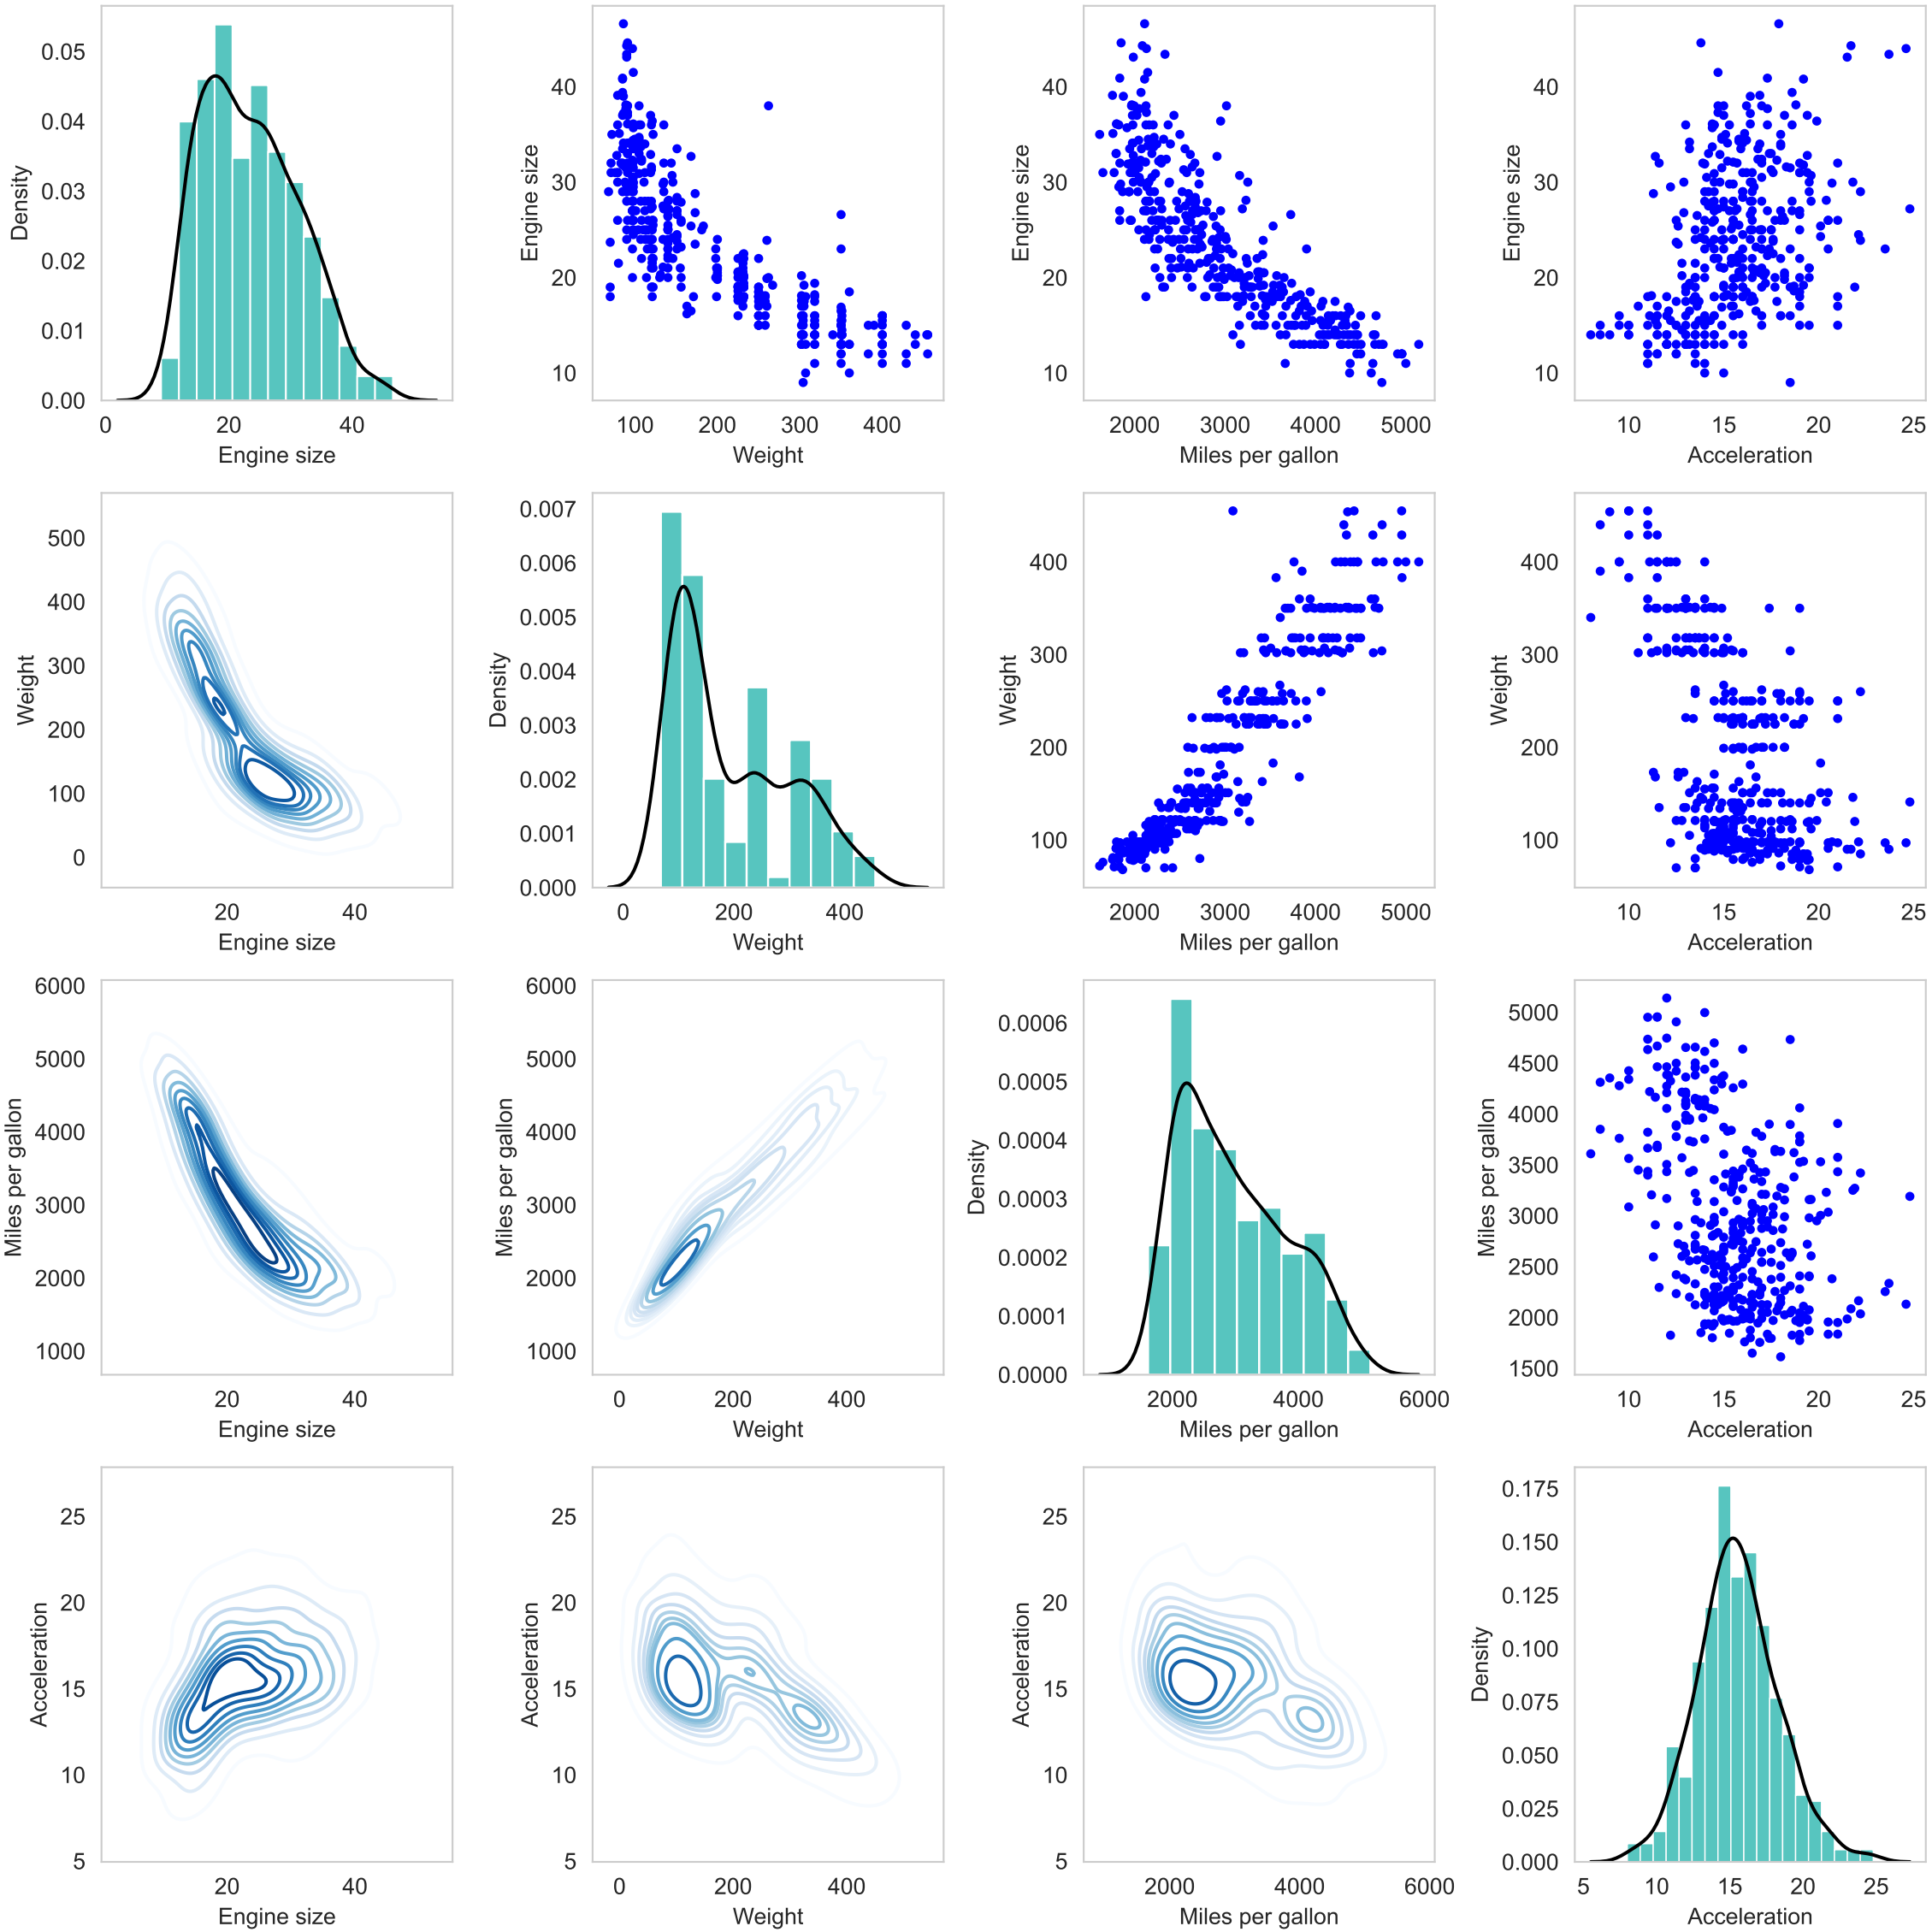 0.05
0.04
0.03
0.02
0.01
0.00
Density
0 20 40
Engine size
40
30
20
10
Engine size
100 200 300 400
Weight
40
30
20
10
Engine size
2000 3000 4000 5000
Miles per gallon
40
30
20
10
Engine size
10 15 20 25
Acceleration
500
400
300
200
100
0
Weight
20 40
Engine size
0.007
0.006
0.005
0.004
0.003
0.002
0.001
0.000
Density
0 200 400
Weight
400
300
200
100
Weight
2000 3000 4000 5000
Miles per gallon
400
300
200
100
Weight
10 15 20 25
Acceleration
6000
5000
4000
3000
2000
1000
Miles per gallon
20 40
Engine size
6000
5000
4000
3000
2000
1000
Miles per gallon
0 200 400
Weight
0.0006
0.0005
0.0004
0.0003
0.0002
0.0001
0.0000
Density
2000 4000 6000
Miles per gallon
5000
4500
4000
3500
3000
2500
2000
1500
Miles per gallon
10 15 20 25
Acceleration
25
20
15
10
5
Acceleration
20 40
Engine size
25
20
15
10
5
Acceleration
0 200 400
Weight
25
20
15
10
5
Acceleration
2000 4000 6000
Miles per gallon
0.175
0.150
0.125
0.100
0.075
0.050
0.025
0.000
Density
5 10 15 20 25
Acceleration